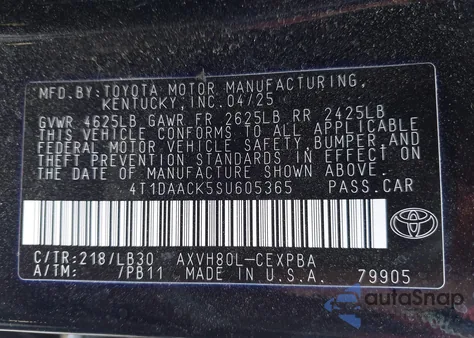 MFD.BY:TOYOTA MOTOR MANUFACTURING,
KENTUCKY,INC.04/25
GVWR 4625LB GAWR FR 2625LB RR 2425LB
THIS VEHICLE CONFORMS TO ALL APPLICABLE
FEDERAL MOTOR VEHICLE SAFETY,BUMPER,AND
THEFT PREVENTION STANDARDS IN EFFECT ON
THE DATE OF MANUFACTURE SHOWN ABOVE.
4T1DAACK5SU605365 PASS.CAR
C/TR:218/LB30 AXVH80L-CEXPBA
A/TM: /PB11 MADE IN U.S.A. 79905
autoSnap